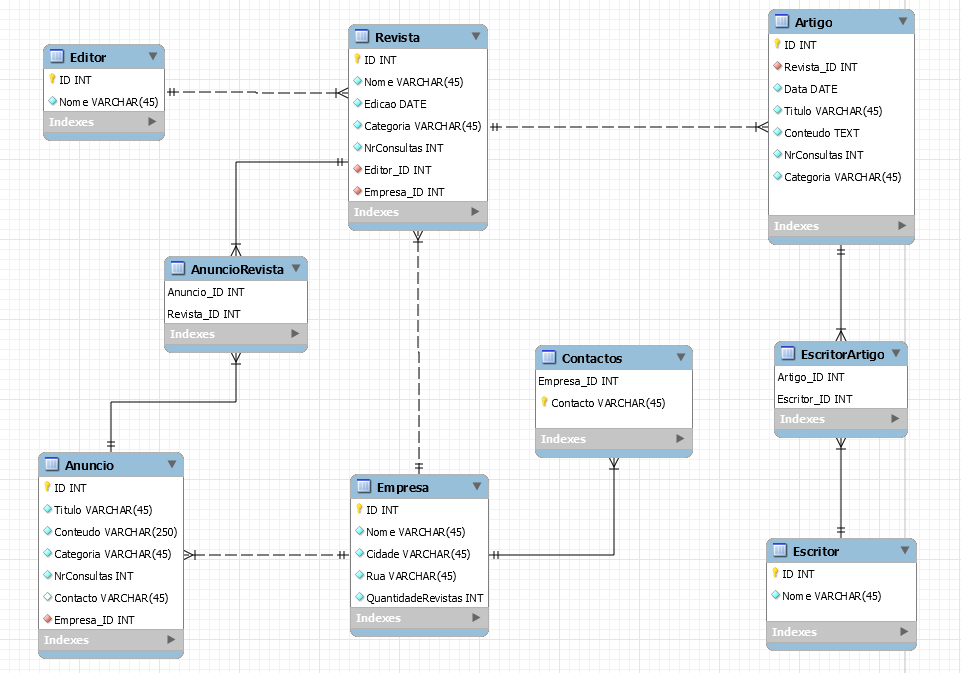 Editor
ID INT
Nome VARCHAR(45)
Indexes
Revista
ID INT
Nome VARCHAR(45)
Edicao DATE
Categoria VARCHAR(45)
NrConsultas INT
Editor_ID INT
Empresa_ID INT
Indexes
Artigo
ID INT
Revista_ID INT
Data DATE
Titulo VARCHAR(45)
Conteudo TEXT
NrConsultas INT
Categoria VARCHAR(45)
Indexes
AnuncioRevista
Anuncio_ID INT
Revista_ID INT
Indexes
Contactos
Empresa_ID INT
Contacto VARCHAR(45)
Indexes
EscritorArtigo
Artigo_ID INT
Escritor_ID INT
Indexes
Anuncio
ID INT
Titulo VARCHAR(45)
Conteudo VARCHAR(250)
Categoria VARCHAR(45)
NrConsultas INT
Contacto VARCHAR(45)
Empresa_ID INT
Indexes
Empresa
ID INT
Nome VARCHAR(45)
Cidade VARCHAR(45)
Rua VARCHAR(45)
QuantidadeRevistas INT
Indexes
Escritor
ID INT
Nome VARCHAR(45)
Indexes